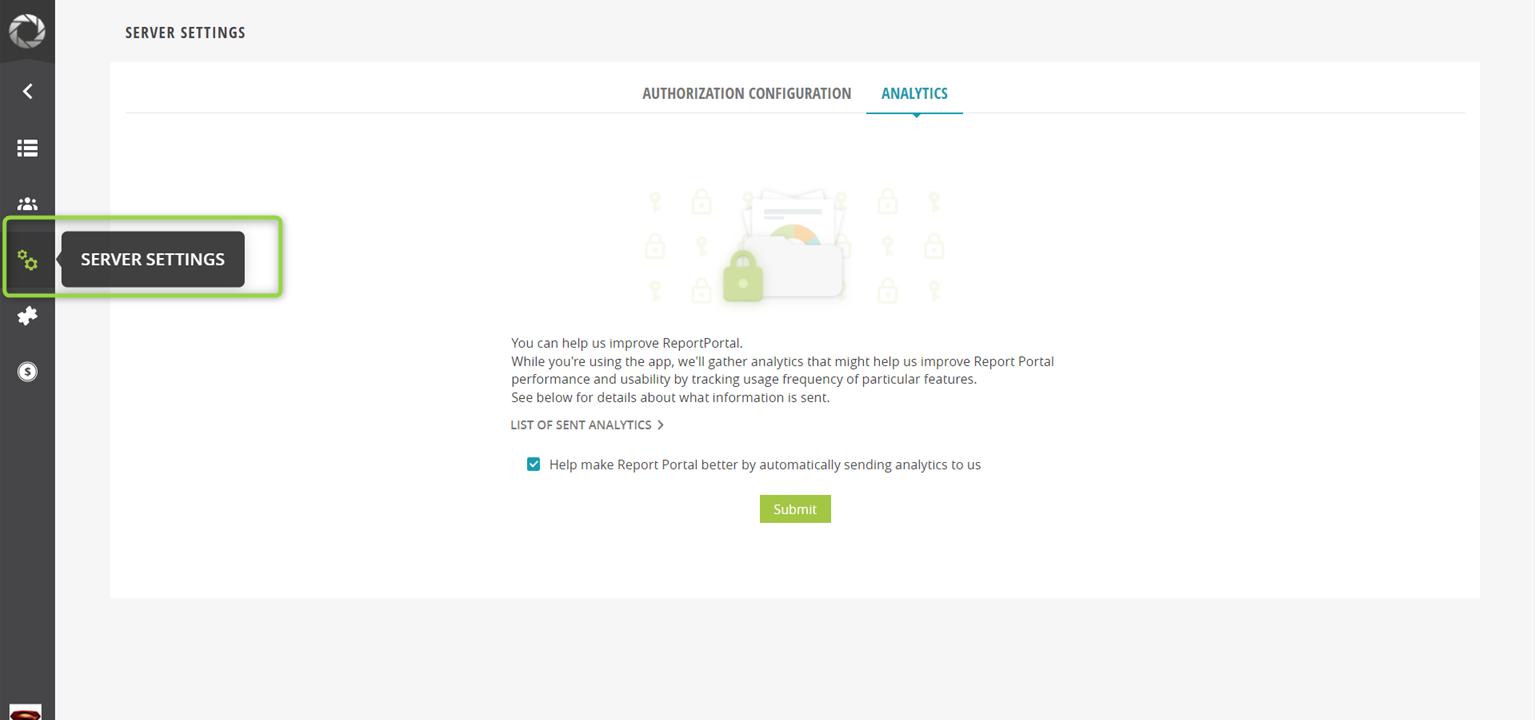 SERVER SETTINGS
AUTHORIZATION CONFIGURATION
ANALYTICS
SERVER SETTINGS
You can help us improve ReportPortal.
While you're using the app, we'll gather analytics that might help us improve Report Portal
performance and usability by tracking usage frequency of particular features.
See below for details about what information is sent.
LIST OF SENT ANALYTICS
Help make Report Portal better by automatically sending analytics to us
Submit